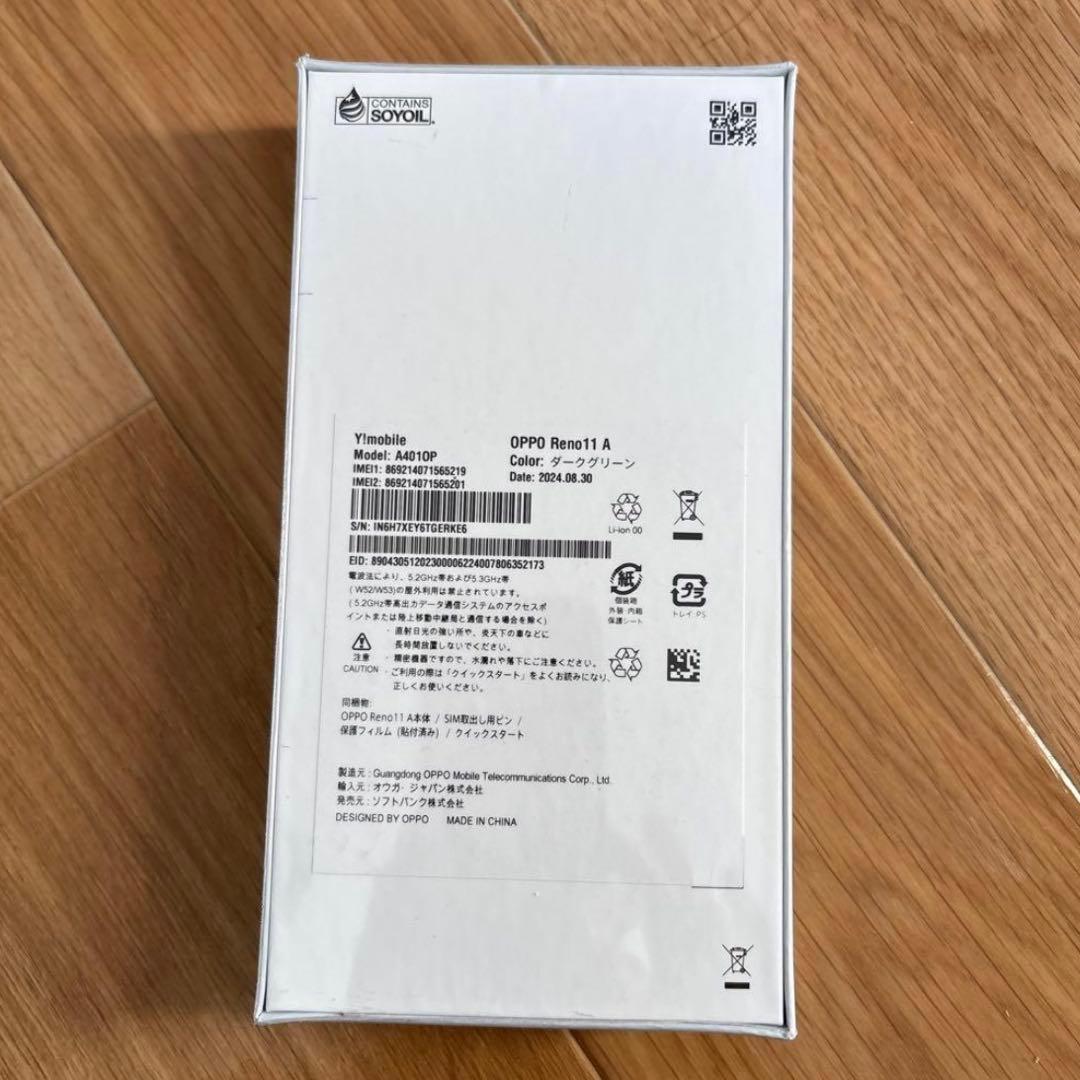 CONTAINS
SOYOIL
Y!mobile
Model: A401OP
IMEI1: 869214071565219
IMEI2: 869214071565201
OPPO Reno11 A
Color: ダークグリーン
Date: 2024.08.30
S/N: IN6H7XEY6TGERKE6
Li-ion 00
EID: 89043051202300006224007806352173
電波法により、5.2GHz帯および5.3GHz帯
(W52/W53)の屋外利用は禁止されています。
(5.2GHz帯高出力データ通信システムのアクセスポ
イントまたは陸上移動中継局と通信する場合を除く)
紙
個装箱
外装・内箱
保護シート
プラ
トレイ:PS
注意
CAUTION
・直射日光の強い所や、炎天下の車などに
長時間放置しないでください。
・精密機器ですので、水濡れや落下にご注意ください。
・ご利用の際は「クイックスタート」をよくお読みになり、
正しくお使いください。
同梱物:
OPPO Reno11 A本体 / SIM取出し用ピン /
保護フィルム (貼付済み) / クイックスタート
製造元 : Guangdong OPPO Mobile Telecommunications Corp., Ltd.
輸入元 : オウガ・ジャパン株式会社
発売元 : ソフトバンク株式会社
DESIGNED BY OPPO MADE IN CHINA